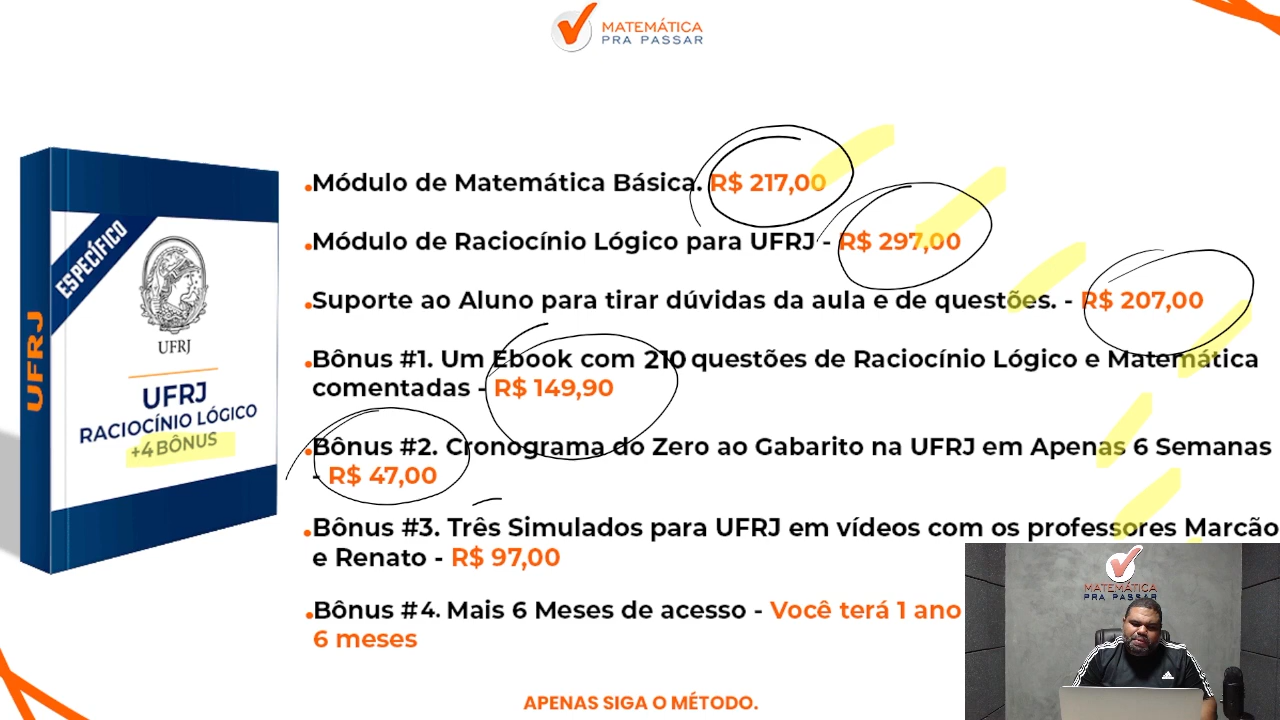 MATEMÁTICA
PRA PASSAR
•Módulo de Matemática Básica. R$ 217,00
•Módulo de Raciocínio Lógico para UFRJ - R$ 297,00
•Suporte ao Aluno para tirar dúvidas da aula e de questões. - R$ 207,00
•Bônus #1. Um Ebook com 210 questões de Raciocínio Lógico e Matemática
comentadas - R$ 149,90
•Bônus #2. Cronograma do Zero ao Gabarito na UFRJ em Apenas 6 Semanas
- R$ 47,00
•Bônus #3. Três Simulados para UFRJ em vídeos com os professores Marcão
e Renato - R$ 97,00
•Bônus #4. Mais 6 Meses de acesso - Você terá 1 ano
6 meses
ESPECÍFICO
UFRJ
UFRJ
UFRJ
RACIOCÍNIO LÓGICO
+4 BÔNUS
MATEMÁTICA
PRA PASSAR
adidas
APENAS SIGA O MÉTODO.